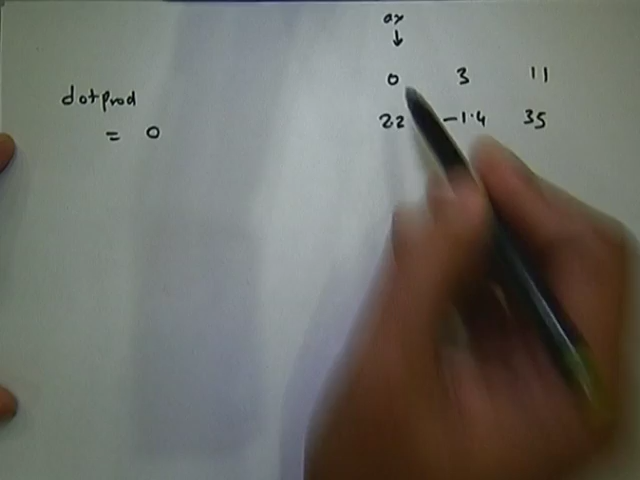 ax
↓
0 3 11
dotprod
22 -1.4 35
= 0